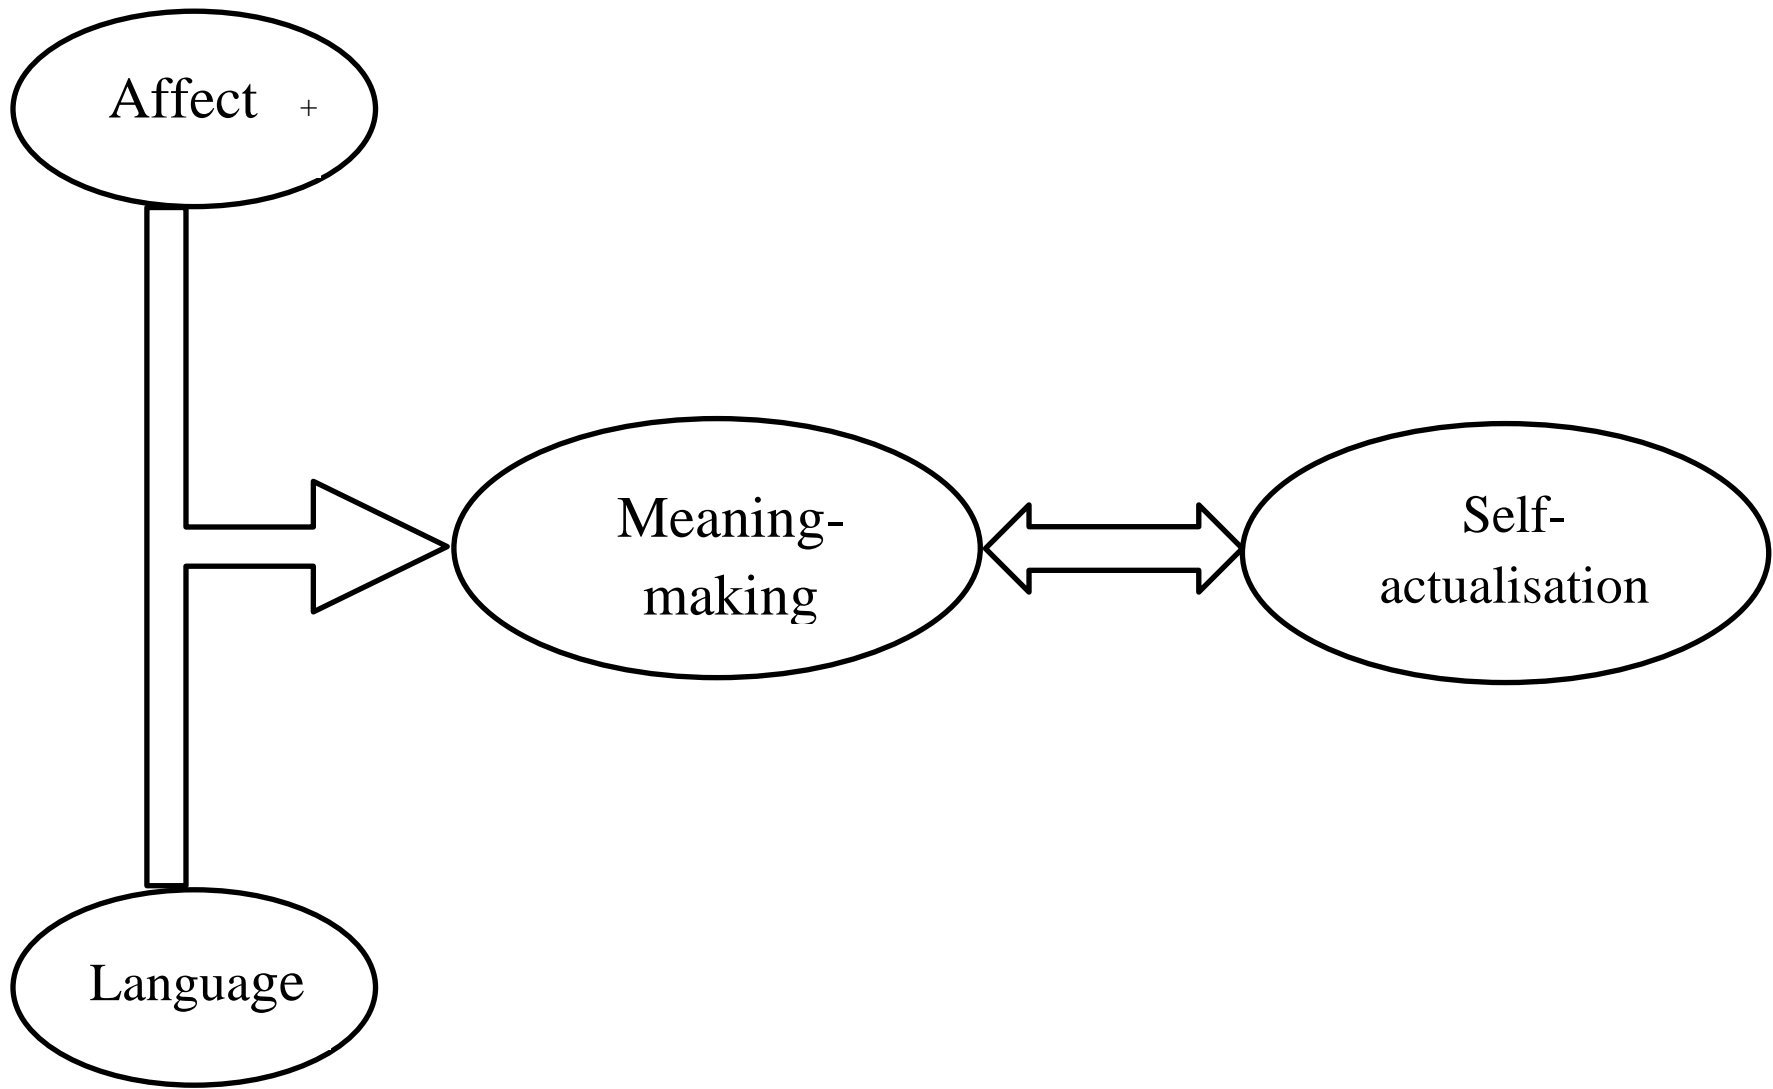 Affect +
Meaning-
making
Self-
actualisation
Language